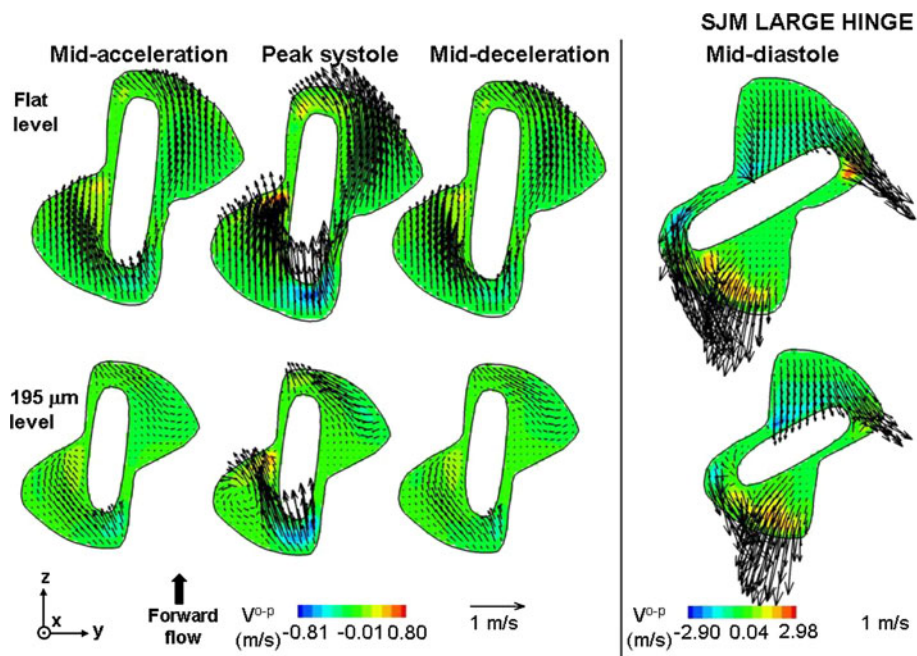 SJM LARGE HINGE
Mid-acceleration Peak systole Mid-deceleration Mid-diastole
Flat
level
195 μm
level
z
x
y
Forward
flow
V^o-p
(m/s)
-0.81 -0.01 0.80
1 m/s
V^o-p
(m/s)
-2.90 0.04 2.98
1 m/s